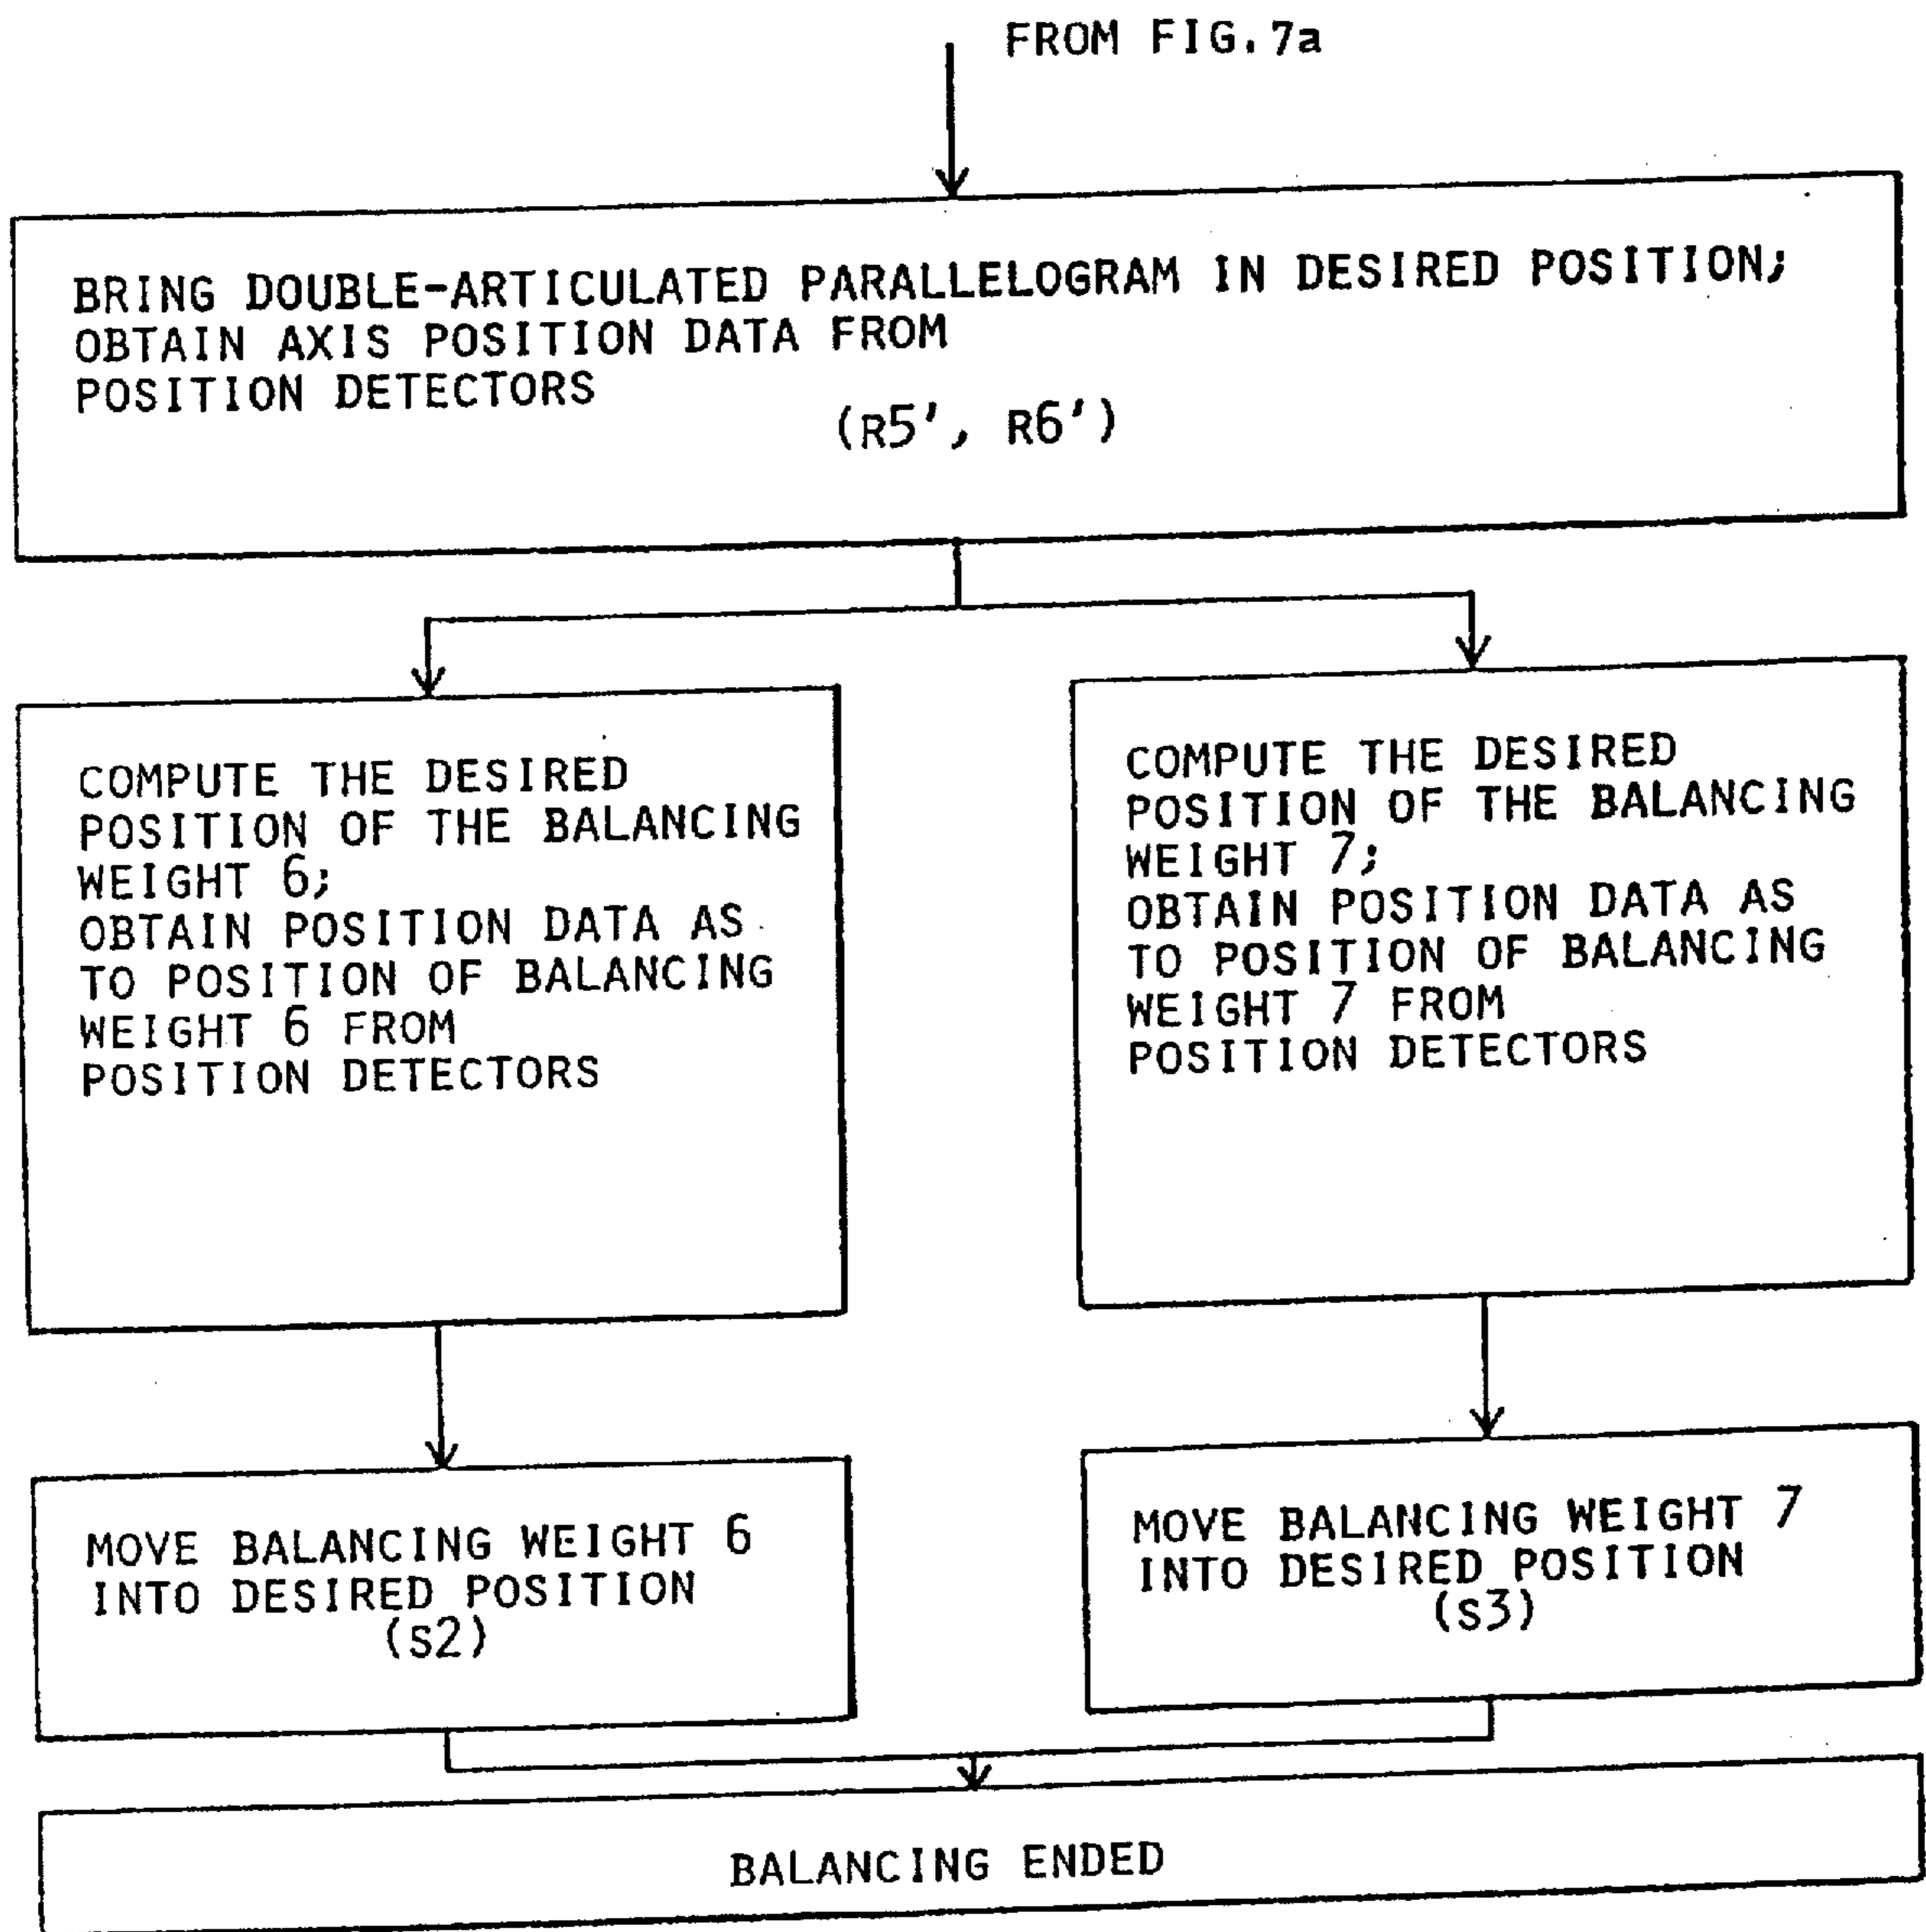 FROM FIG.7a
BRING DOUBLE-ARTICULATED PARALLELOGRAM IN DESIRED POSITION;
OBTAIN AXIS POSITION DATA FROM
POSITION DETECTORS
(R5', R6')
COMPUTE THE DESIRED
POSITION OF THE BALANCING
WEIGHT 6;
OBTAIN POSITION DATA AS
TO POSITION OF BALANCING
WEIGHT 6 FROM
POSITION DETECTORS
COMPUTE THE DESIRED
POSITION OF THE BALANCING
WEIGHT 7;
OBTAIN POSITION DATA AS
TO POSITION OF BALANCING
WEIGHT 7 FROM
POSITION DETECTORS
MOVE BALANCING WEIGHT 6
INTO DESIRED POSITION
(S2)
MOVE BALANCING WEIGHT 7
INTO DESIRED POSITION
(S3)
BALANCING ENDED